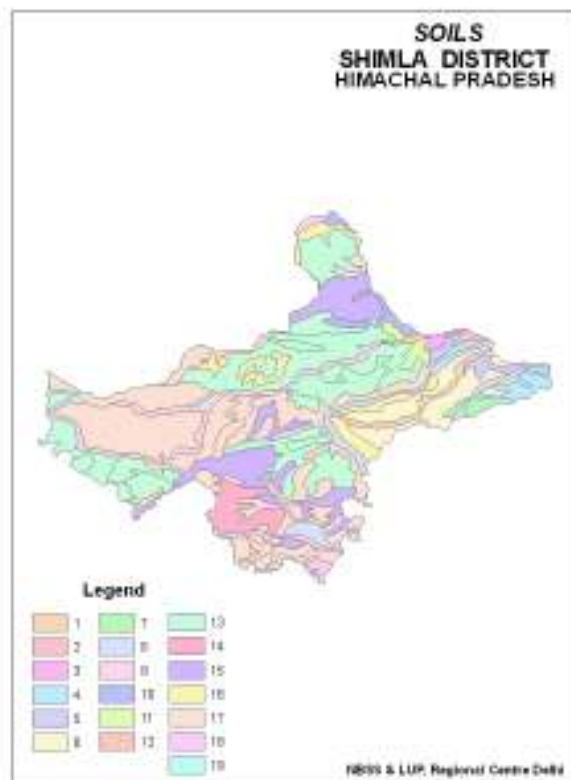 SOILS
SHIMLA DISTRICT
HIMACHAL PRADESH
Legend
1 7 13
2 8 14
3 9 15
4 10 16
5 11 17
6 12 18
19
NBSS & LUP, Regional Centre Delhi